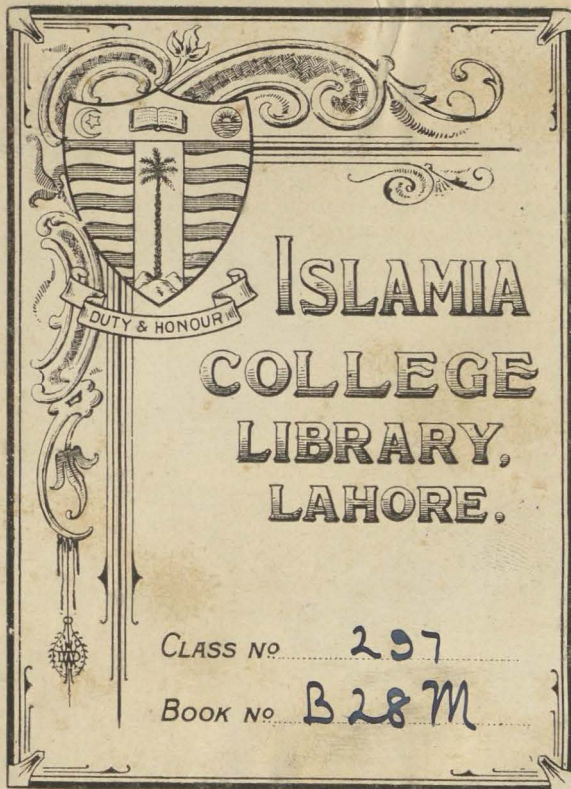 DUTY & HONOUR
ISLAMIA
COLLEGE
LIBRARY,
LAHORE.
CLASS NO 297
BOOK NO B28M